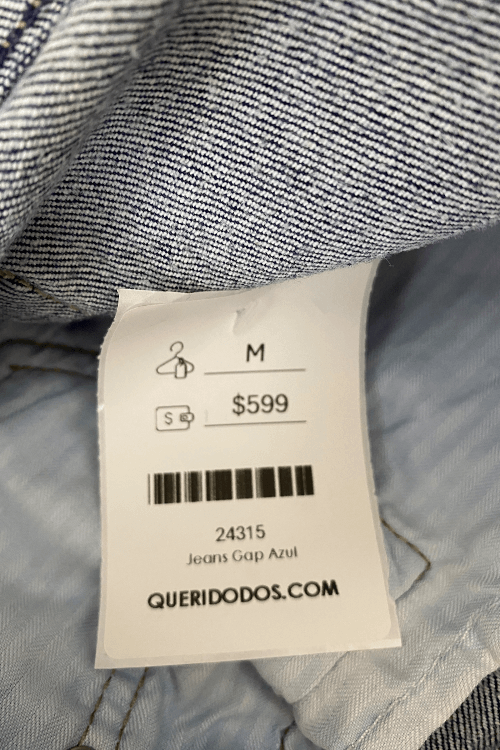 M
$599
24315
Jeans Gap Azul
QUERIDODOS.COM